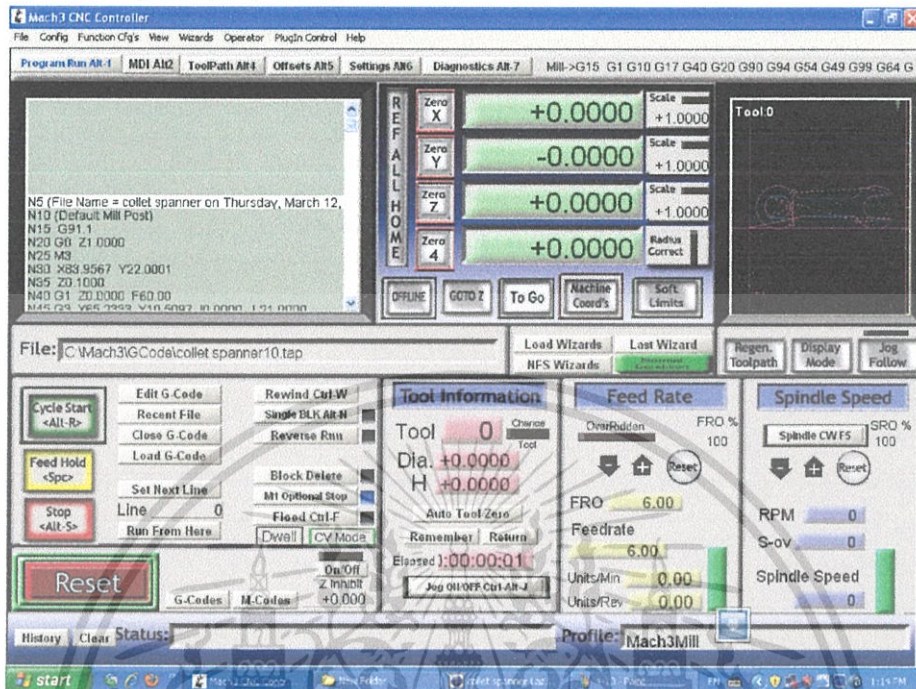 Mach3 CNC Controller
File Config Function Cfg's View Wizards Operator PlugIn Control Help
Program Run Alt-1 MDI Alt2 ToolPath Alt4 Offsets Alt5 Settings Alt6 Diagnostics Alt-7 Mill->G15 G1 G10 G17 G40 G20 G90 G94 G54 G49 G99 G64 G
REF ALL HOME
Zero X +0.0000 Scale +1.0000
Zero Y -0.0000 Scale +1.0000
Zero Z +0.0000 Scale +1.0000
Zero 4 +0.0000 Radius Correct
OFFLINE GOTO Z To Go Machine Coord's Soft Limits
Tool:0
N5 (File Name = collet spanner on Thursday, March 12,
N10 (Default Mill Post)
N15 G91.1
N20 G0 Z1.0000
N25 M3
N30 X63.9567 Y22.0001
N35 Z0.1000
N40 G1 Z0.0000 F60.00
File: C:\Mach3\GCode\collet spanner10.tap
Load Wizards Last Wizard
NFS Wizards
Regen. Toolpath Display Mode Jog Follow
Cycle Start <Alt-R>
Feed Hold <Spc>
Stop <Alt-S>
Edit G-Code
Recent File
Close G-Code
Load G-Code
Set Next Line
Line 0
Run From Here
Rewind Ctrl-W
Single BLK Alt-N
Reverse Run
Block Delete
M1 Optional Stop
Flood Ctrl-F
Dwell CV Mode
Reset
G-Codes M-Codes
On/Off
Z Inhibit
+0.000
Tool Information
Tool 0 Change Tool
Dia. +0.0000
H +0.0000
Auto Tool Zero
Remember Return
Elapsed 00:00:01
Jog ON/OFF Ctrl-Alt-J
Feed Rate
OverRidden FRO % 100
Reset
FRO 6.00
Feedrate
6.00
Units/Min 0.00
Units/Rev 0.00
Spindle Speed
Spindle CW F5 SRO % 100
Reset
RPM 0
S-ov 0
Spindle Speed
0
History Clear Status: Profile: Mach3Mill
start Mach3 CNC Contr New Folder EN 1:14 PM